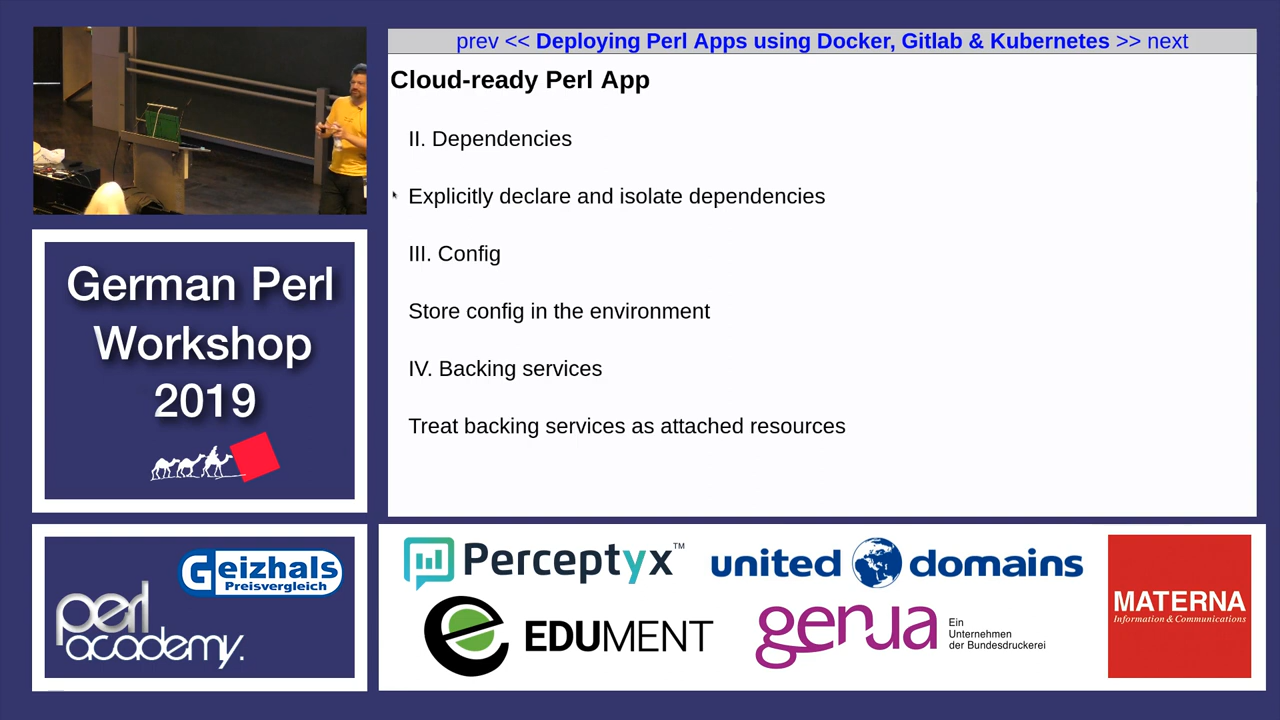 prev << Deploying Perl Apps using Docker, Gitlab & Kubernetes >> next
Cloud-ready Perl App
II. Dependencies
Explicitly declare and isolate dependencies
III. Config
Store config in the environment
IV. Backing services
Treat backing services as attached resources
German Perl
Workshop
2019
Geizhals
Preisvergleich
perl
academy.
Perceptyx™
united domains
EDUMENT
genua
Ein
Unternehmen
der Bundesdruckerei
MATERNA
Information & Communications